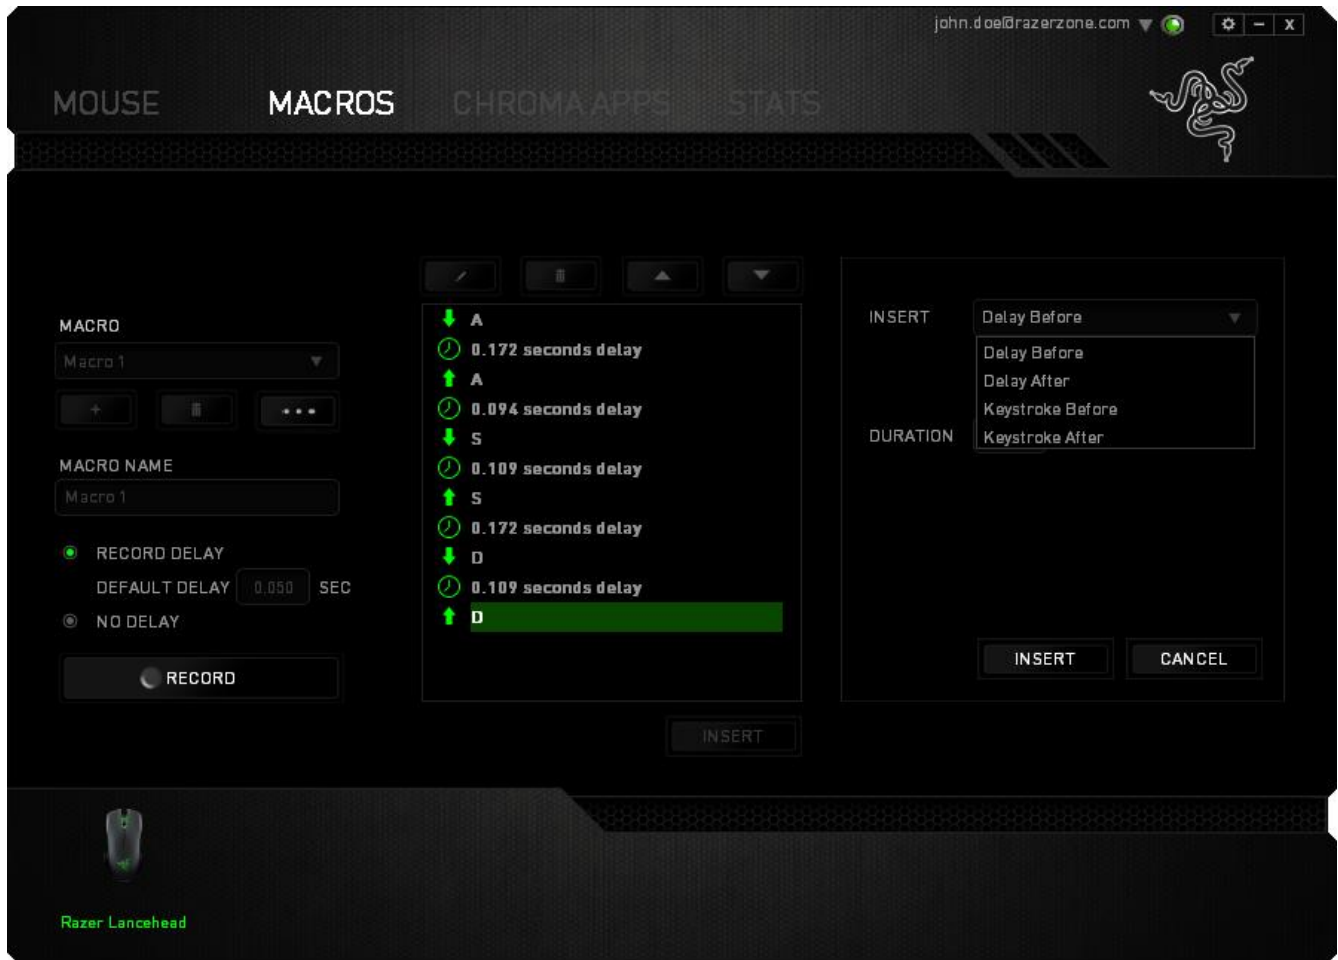 john.doe@razerzone.com
MOUSE MACROS CHROMA APPS STATS
MACRO
Macro 1
MACRO NAME
Macro 1
RECORD DELAY
DEFAULT DELAY 0.050 SEC
NO DELAY
RECORD
A
0.172 seconds delay
A
0.094 seconds delay
S
0.109 seconds delay
S
0.172 seconds delay
D
0.109 seconds delay
D
INSERT
INSERT Delay Before
Delay Before
Delay After
Keystroke Before
DURATION Keystroke After
INSERT CANCEL
Razer Lancehead